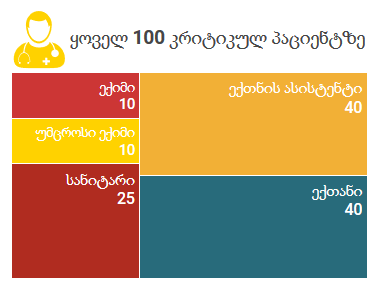 ყოველ 100 კრიტიკულ პაციენტზე
ექიმი
10
უმცროსი ექიმი
10
სანიტარი
25
ექთნის ასისტენტი
40
ექთანი
40